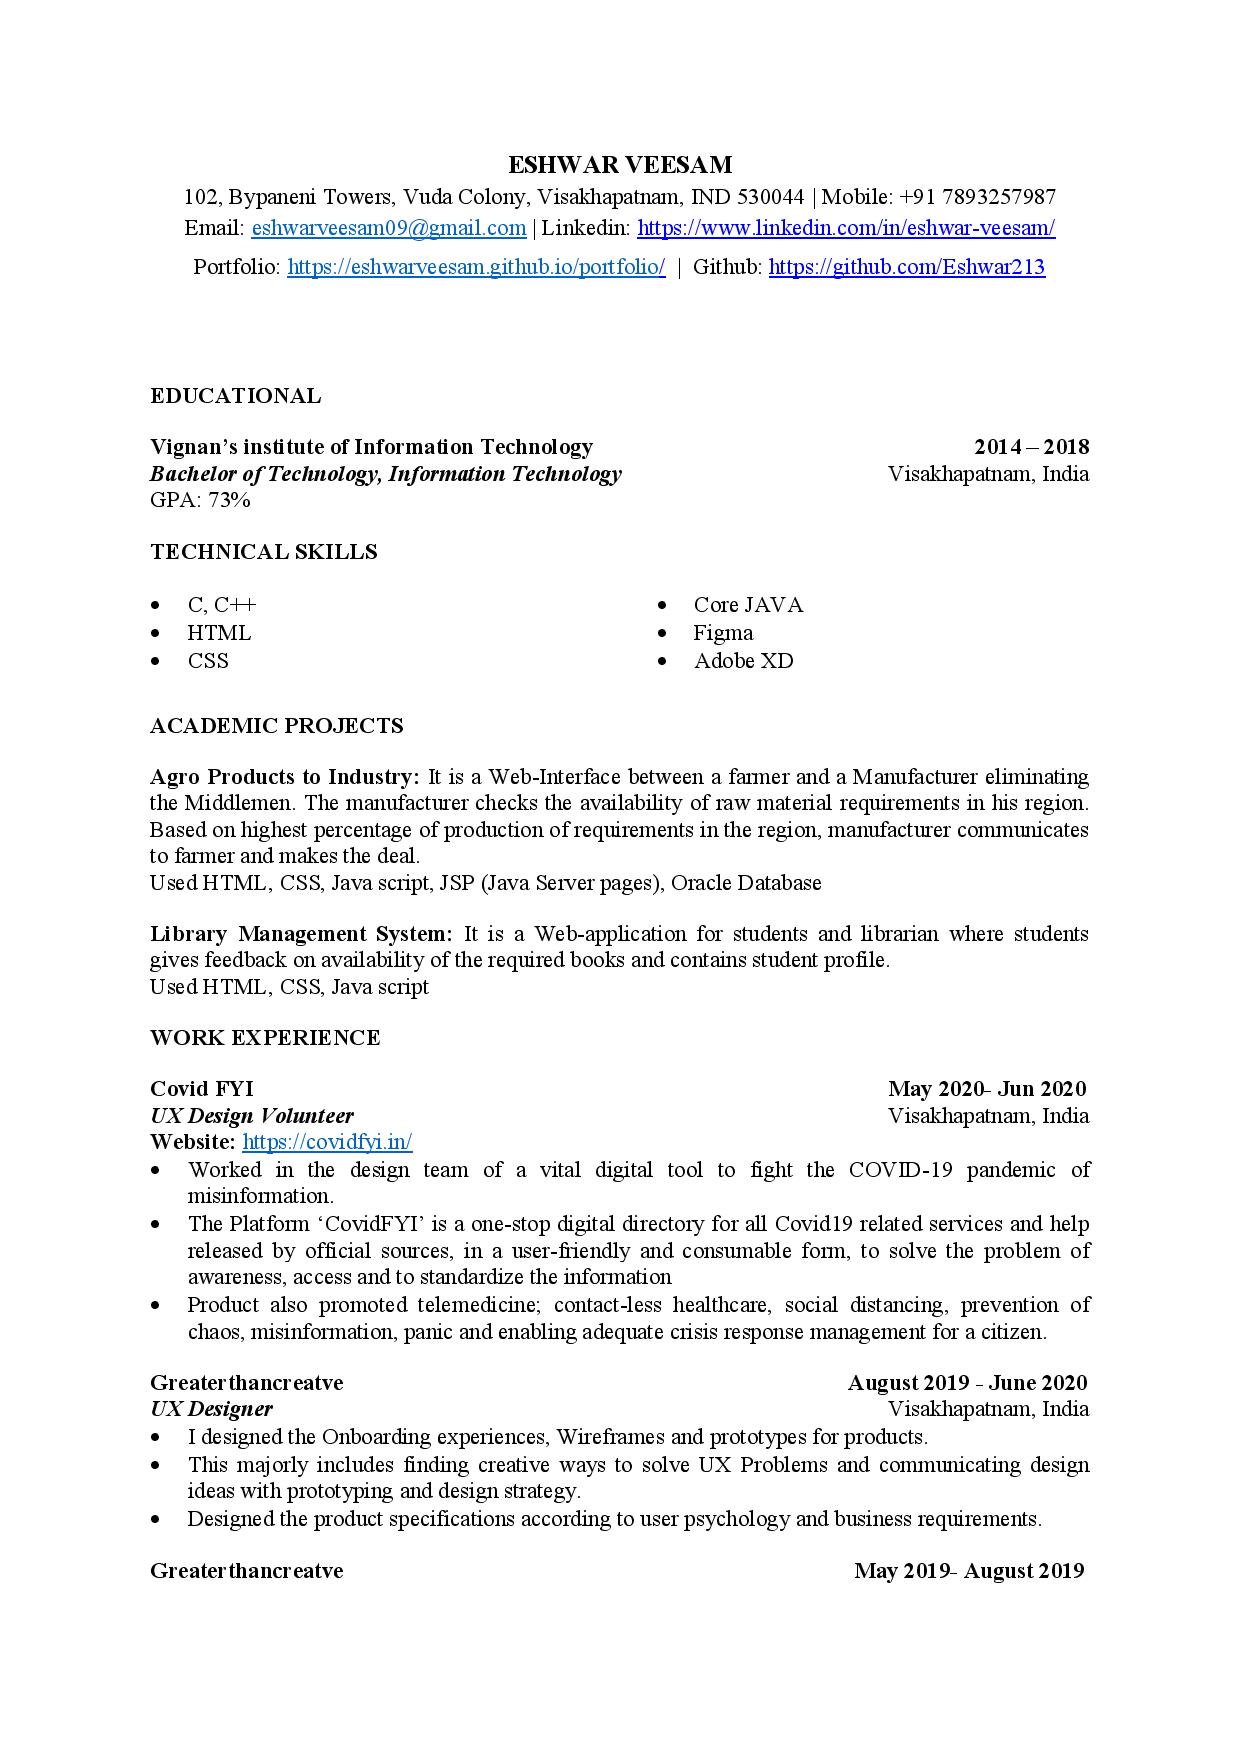 ESHWAR VEESAM
102, Bypaneni Towers, Vuda Colony, Visakhapatnam, IND 530044 | Mobile: +91 7893257987
Email: eshwarveesam09@gmail.com | Linkedin: https://www.linkedin.com/in/eshwar-veesam/
Portfolio: https://eshwarveesam.github.io/portfolio/ | Github: https://github.com/Eshwar213
EDUCATIONAL
Vignan’s institute of Information Technology 2014 – 2018
Bachelor of Technology, Information Technology Visakhapatnam, India
GPA: 73%
TECHNICAL SKILLS
• C, C++
• HTML
• CSS
• Core JAVA
• Figma
• Adobe XD
ACADEMIC PROJECTS
Agro Products to Industry: It is a Web-Interface between a farmer and a Manufacturer eliminating
the Middlemen. The manufacturer checks the availability of raw material requirements in his region.
Based on highest percentage of production of requirements in the region, manufacturer communicates
to farmer and makes the deal.
Used HTML, CSS, Java script, JSP (Java Server pages), Oracle Database
Library Management System: It is a Web-application for students and librarian where students
gives feedback on availability of the required books and contains student profile.
Used HTML, CSS, Java script
WORK EXPERIENCE
Covid FYI May 2020- Jun 2020
UX Design Volunteer Visakhapatnam, India
Website: https://covidfyi.in/
• Worked in the design team of a vital digital tool to fight the COVID-19 pandemic of
misinformation.
• The Platform ‘CovidFYI’ is a one-stop digital directory for all Covid19 related services and help
released by official sources, in a user-friendly and consumable form, to solve the problem of
awareness, access and to standardize the information
• Product also promoted telemedicine; contact-less healthcare, social distancing, prevention of
chaos, misinformation, panic and enabling adequate crisis response management for a citizen.
Greaterthancreatve August 2019 - June 2020
UX Designer Visakhapatnam, India
• I designed the Onboarding experiences, Wireframes and prototypes for products.
• This majorly includes finding creative ways to solve UX Problems and communicating design
ideas with prototyping and design strategy.
• Designed the product specifications according to user psychology and business requirements.
Greaterthancreatve May 2019- August 2019